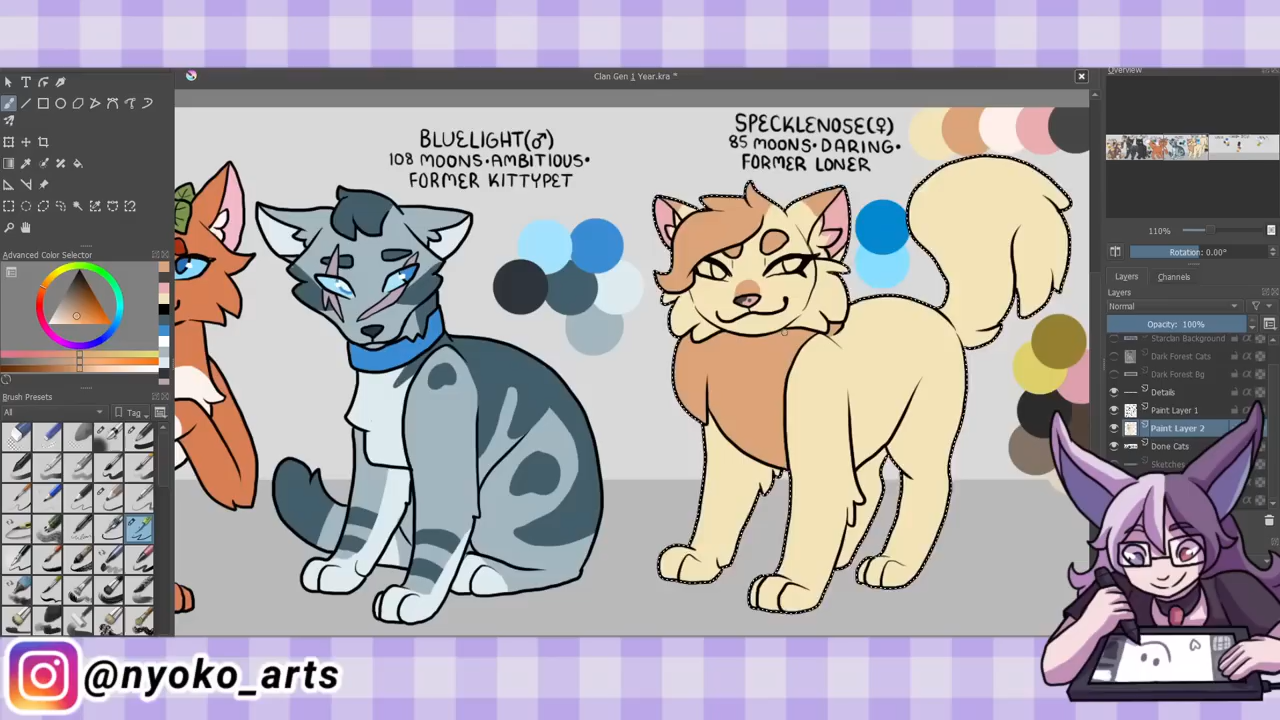 Clan Gen 1 Year.kra *
Overview
BLUELIGHT(♂)
108 MOONS•AMBITIOUS•
FORMER KITTYPET
SPECKLENOSE(♀)
85 MOONS•DARING•
FORMER LONER
110%
Rotation: 0.00°
Advanced Color Selector
Layers
Channels
Layers
Normal
Opacity: 100%
Starclan Background
Dark Forest Cats
Dark Forest Bg
Details
Paint Layer 1
Paint Layer 2
Done Cats
Sketches
Brush Presets
All
Tag
@nyoko_arts